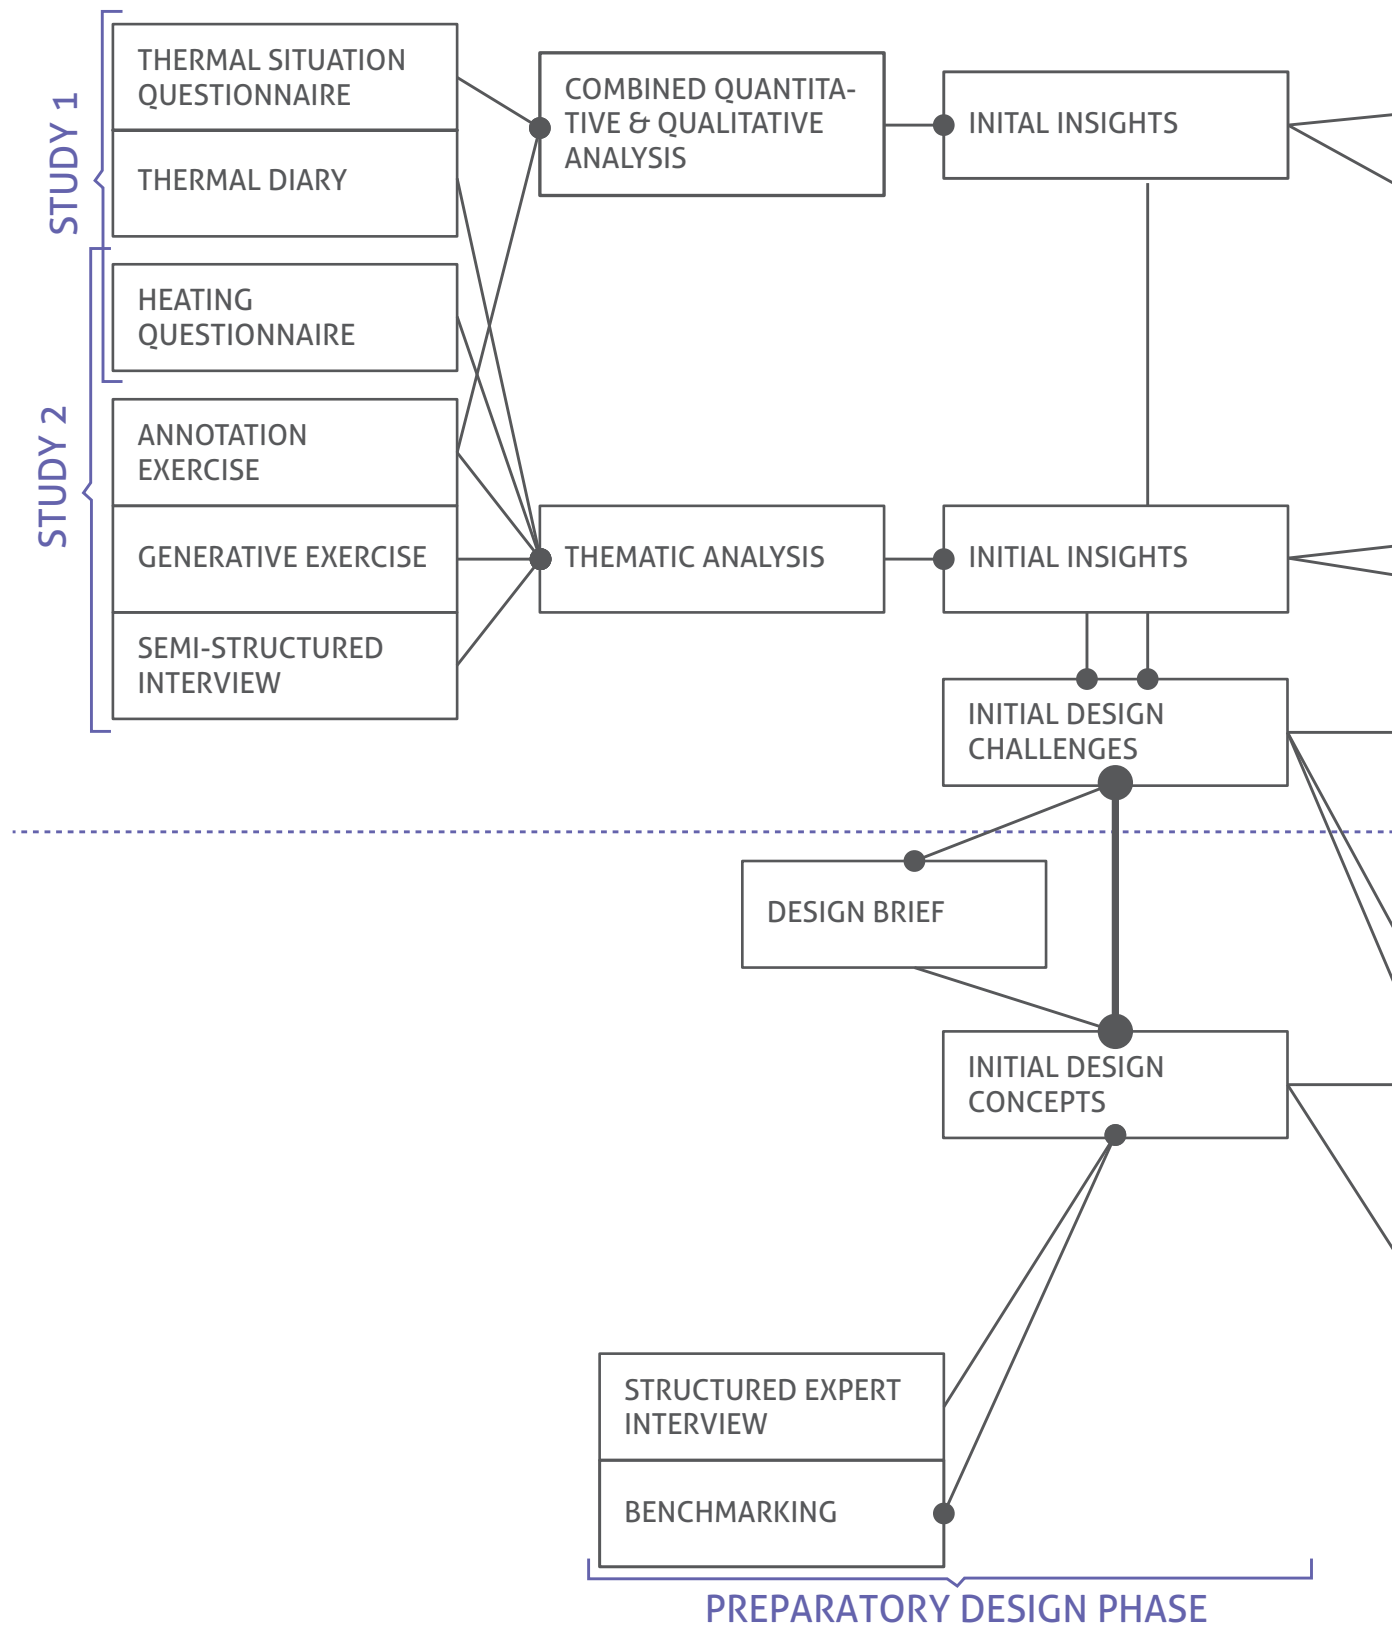 STUDY 1
THERMAL SITUATION
QUESTIONNAIRE
THERMAL DIARY
HEATING
QUESTIONNAIRE
STUDY 2
ANNOTATION
EXERCISE
GENERATIVE EXERCISE
SEMI-STRUCTURED
INTERVIEW
COMBINED QUANTITA-
TIVE & QUALITATIVE
ANALYSIS
THEMATIC ANALYSIS
INITAL INSIGHTS
INITIAL INSIGHTS
INITIAL DESIGN
CHALLENGES
DESIGN BRIEF
INITIAL DESIGN
CONCEPTS
STRUCTURED EXPERT
INTERVIEW
BENCHMARKING
PREPARATORY DESIGN PHASE